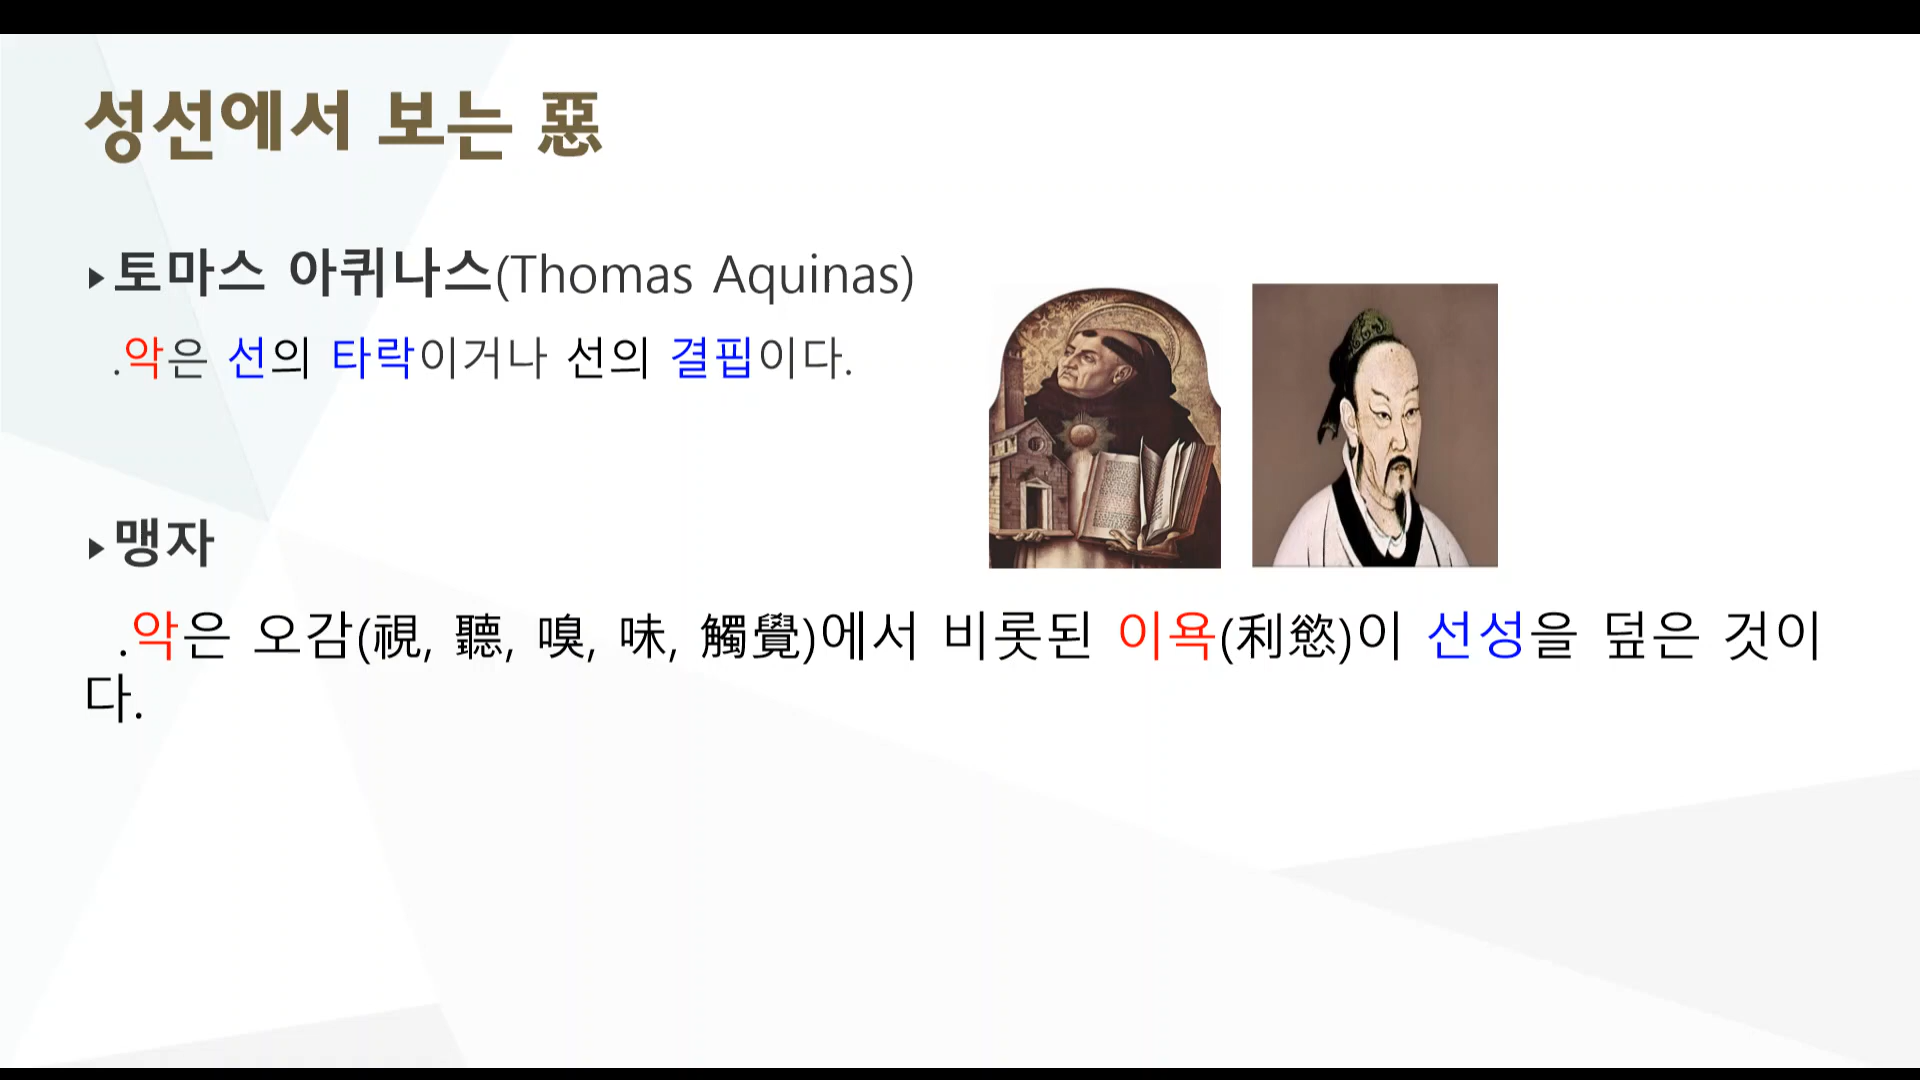 성선에서 보는 惡
▸토마스 아퀴나스(Thomas Aquinas)
.악은 선의 타락이거나 선의 결핍이다.
▸맹자
.악은 오감(視, 聽, 嗅, 味, 觸覺)에서 비롯된 이욕(利慾)이 선성을 덮은 것이
다.